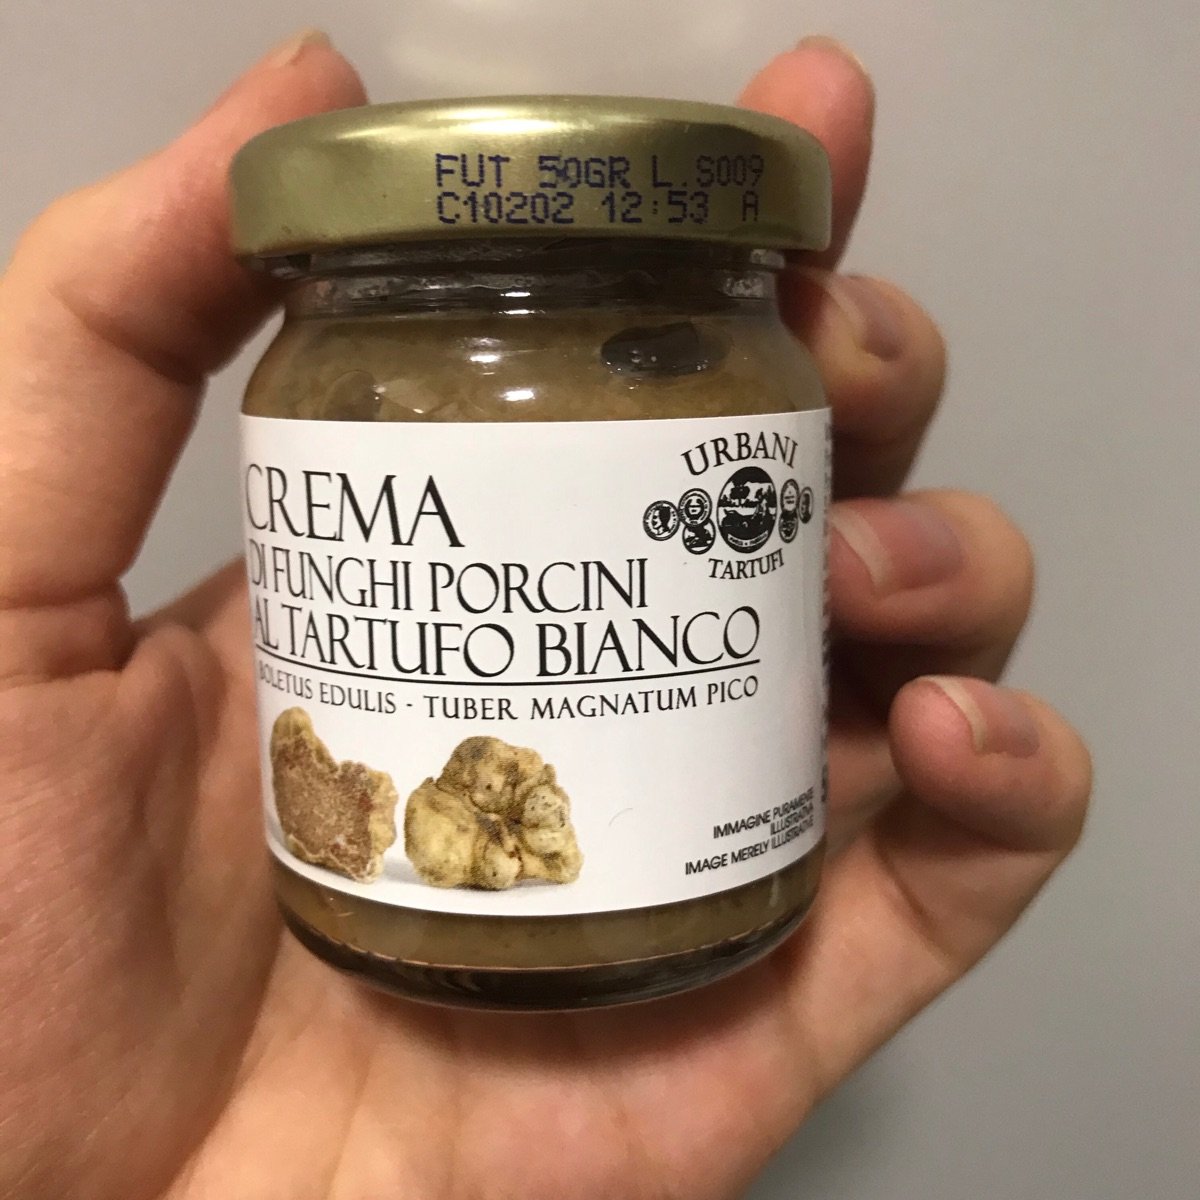 FUT 50GR L.S009
C10202 12:53 A
URBANI
TARTUFI
CREMA
DI FUNGHI PORCINI
AL TARTUFO BIANCO
BOLETUS EDULIS - TUBER MAGNATUM PICO
IMMAGINE PURAMENTE
ILLUSTRATIVA
IMAGE MERELY ILLUSTRATIVE